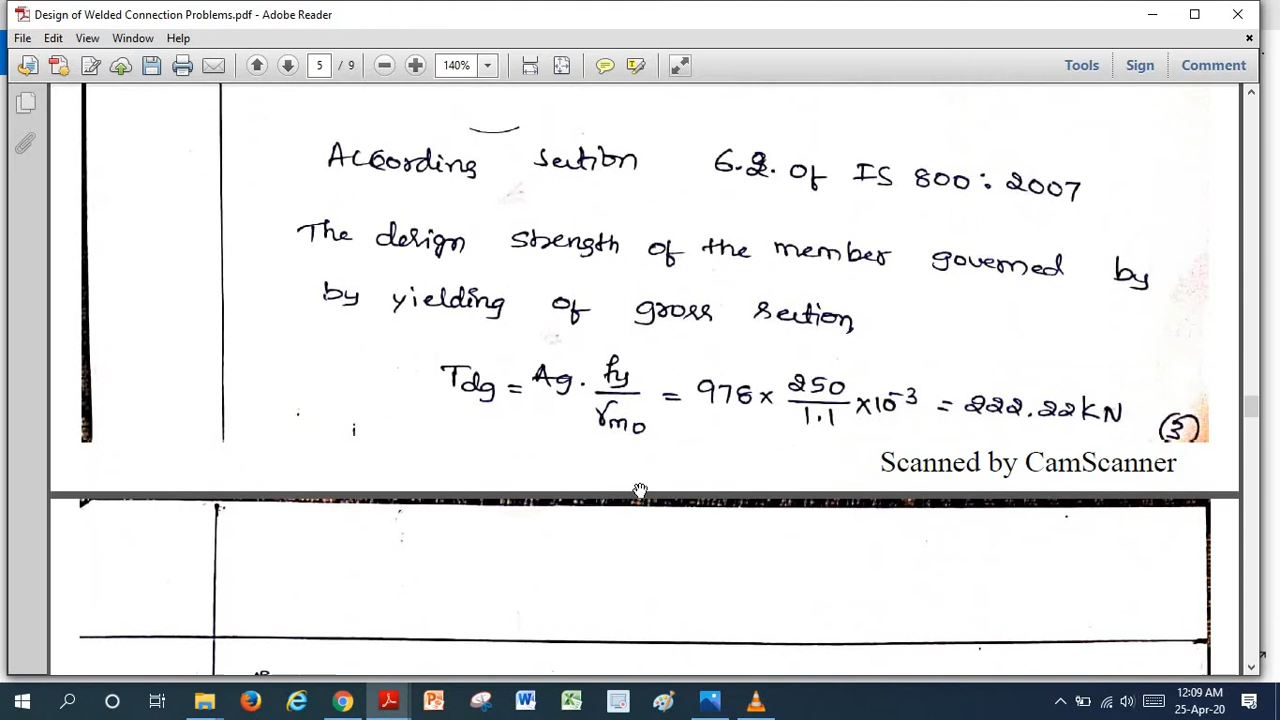 Design of Welded Connection Problems.pdf - Adobe Reader
File Edit View Window Help
5 / 9 140% Tools Sign Comment
According section 6.2. of IS 800: 2007
The design strength of the member governed by
by yielding of gross section,
Tdg = Ag . fy/γm0 = 978 × 250/1.1 × 10⁻³ = 222.22 kN
Scanned by CamScanner
12:09 AM
25-Apr-20